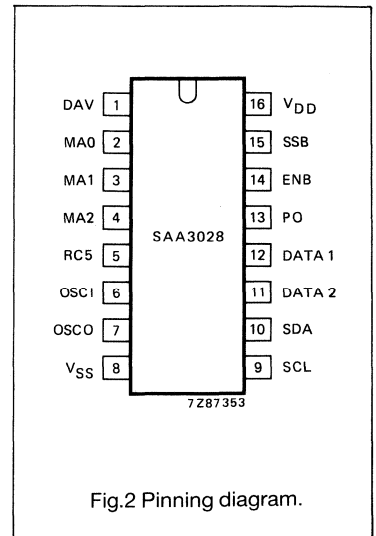 DAV 1 16 VDD
MA0 2 15 SSB
MA1 3 14 ENB
MA2 4 13 PO
SAA3028
RC5 5 12 DATA 1
OSCI 6 11 DATA 2
OSCO 7 10 SDA
VSS 8 9 SCL
7Z87353
Fig.2 Pinning diagram.